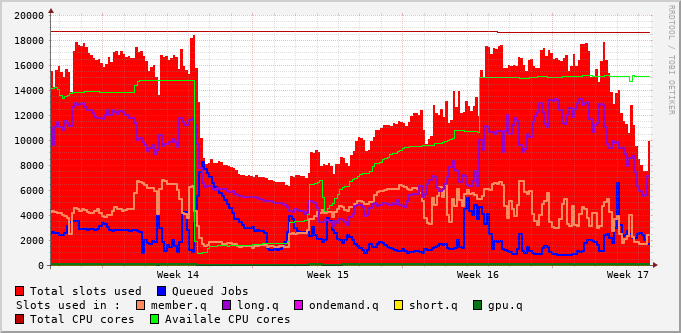 RRDTOOL / TOBI OETIKER
20000
18000
16000
14000
12000
10000
8000
6000
4000
2000
0
Week 14 Week 15 Week 16 Week 17
Total slots used Queued Jobs
Slots used in : member.q long.q ondemand.q short.q gpu.q
Total CPU cores Availale CPU cores